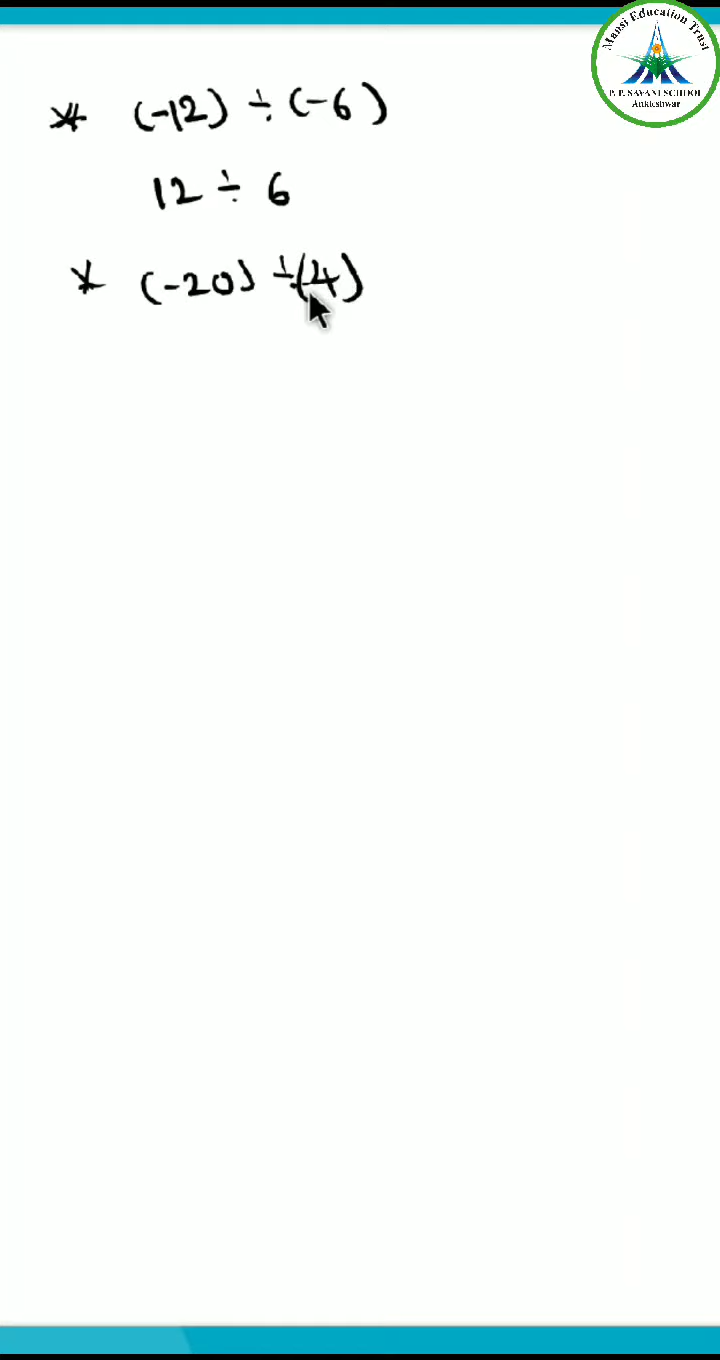 Mansi Education Trust
P. P. SAVANI SCHOOL
Ankleshwar
* (-12) ÷ (-6)
12 ÷ 6
* (-20) ÷ (-4)